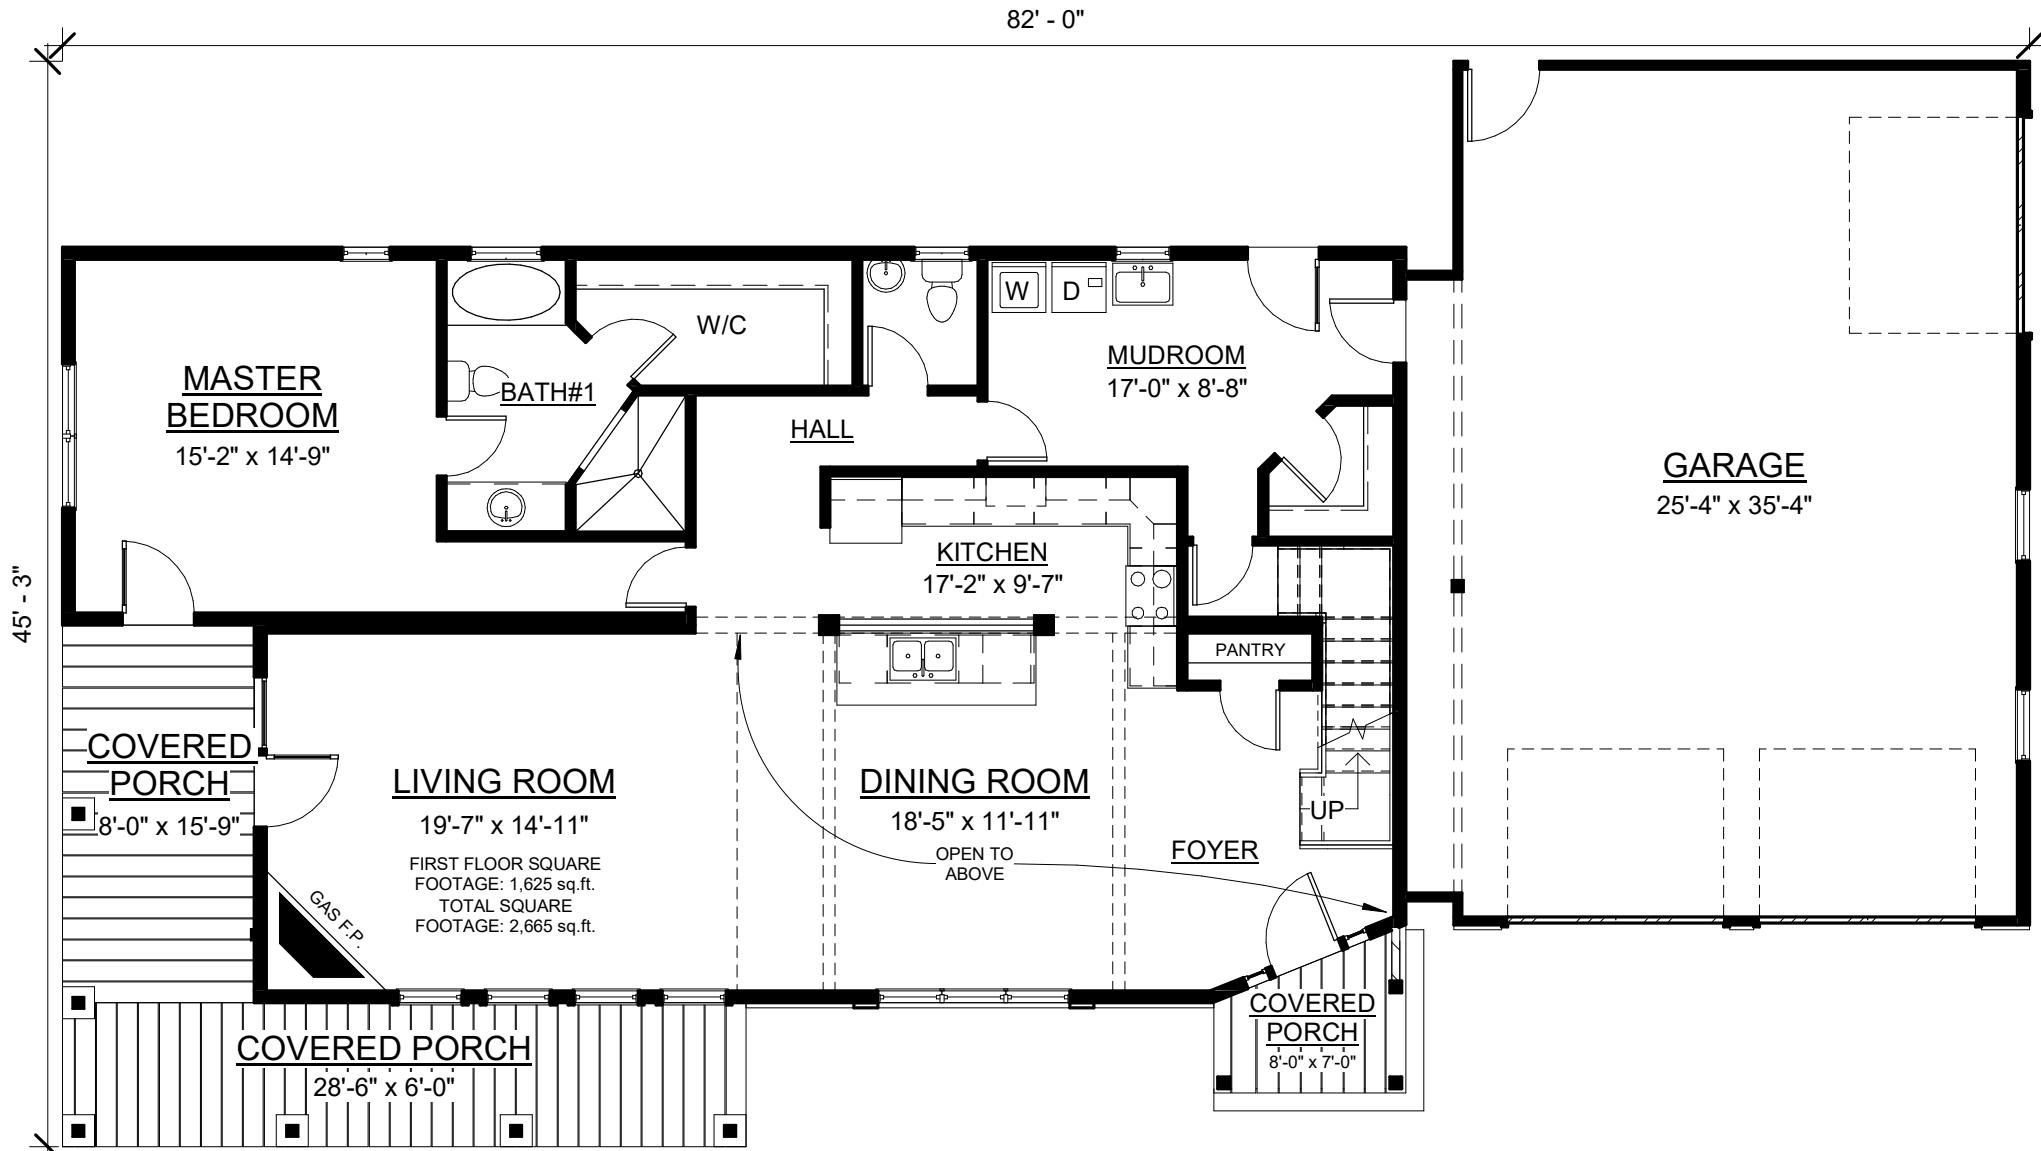 82' - 0"
45' - 3"
MASTER
BEDROOM
15'-2" x 14'-9"
BATH#1
W/C
W
D
MUDROOM
17'-0" x 8'-8"
HALL
GARAGE
25'-4" x 35'-4"
KITCHEN
17'-2" x 9'-7"
PANTRY
COVERED
PORCH
8'-0" x 15'-9"
LIVING ROOM
19'-7" x 14'-11"
FIRST FLOOR SQUARE
FOOTAGE: 1,625 sq.ft.
TOTAL SQUARE
FOOTAGE: 2,665 sq.ft.
GAS F.P.
DINING ROOM
18'-5" x 11'-11"
OPEN TO
ABOVE
FOYER
UP
COVERED PORCH
28'-6" x 6'-0"
COVERED
PORCH
8'-0" x 7'-0"